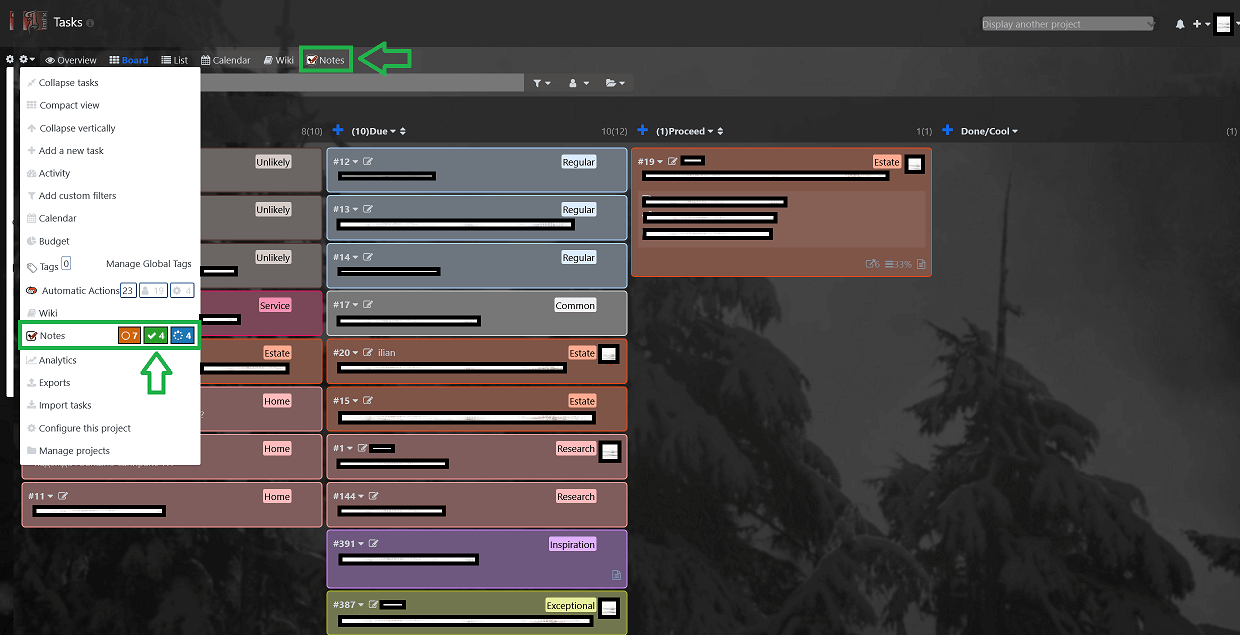 Tasks
Display another project
Overview Board List Calendar Wiki Notes
Collapse tasks
Compact view
Collapse vertically
Add a new task
Activity
Add custom filters
Calendar
Budget
Tags 0 Manage Global Tags
Automatic Actions 23 19 4
Wiki
Notes 7 4 4
Analytics
Exports
Import tasks
Configure this project
Manage projects
8(10)
Unlikely
Unlikely
Unlikely
Service
Estate
Home
?
Home
#11 Home
(10)Due 10(12)
#12 Regular
#13 Regular
#14 Regular
#17 Common
#20 ilian Estate
#15 Estate
#1 Research
#144 Research
#391 Inspiration
#387 Exceptional
(1)Proceed 1(1)
#19 Estate
6 33%
Done/Cool (1)